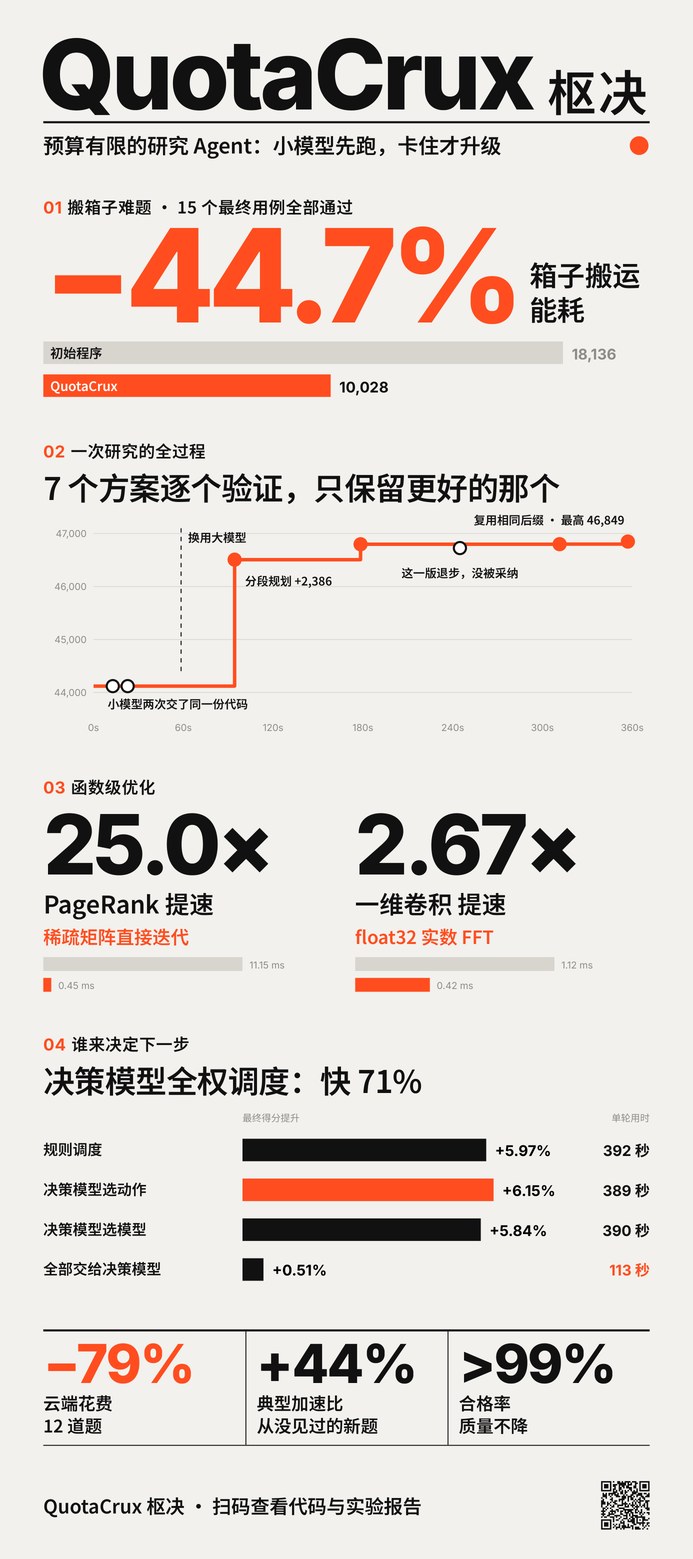 QuotaCrux 枢决
预算有限的研究 Agent：小模型先跑，卡住才升级
01 搬箱子难题 · 15 个最终用例全部通过
−44.7%
箱子搬运
能耗
初始程序
18,136
QuotaCrux
10,028
02 一次研究的全过程
7 个方案逐个验证，只保留更好的那个
复用相同后缀 · 最高 46,849
47,000
换用大模型
这一版退步，没被采纳
分段规划 +2,386
46,000
45,000
44,000
小模型两次交了同一份代码
0s
60s
120s
180s
240s
300s
360s
03 函数级优化
25.0×
PageRank 提速
稀疏矩阵直接迭代
11.15 ms
0.45 ms
2.67×
一维卷积 提速
float32 实数 FFT
1.12 ms
0.42 ms
04 谁来决定下一步
决策模型全权调度：快 71%
最终得分提升
单轮用时
规则调度
+5.97%
392 秒
决策模型选动作
+6.15%
389 秒
决策模型选模型
+5.84%
390 秒
全部交给决策模型
+0.51%
113 秒
−79%
云端花费
12 道题
+44%
典型加速比
从没见过的新题
>99%
合格率
质量不降
QuotaCrux 枢决 · 扫码查看代码与实验报告